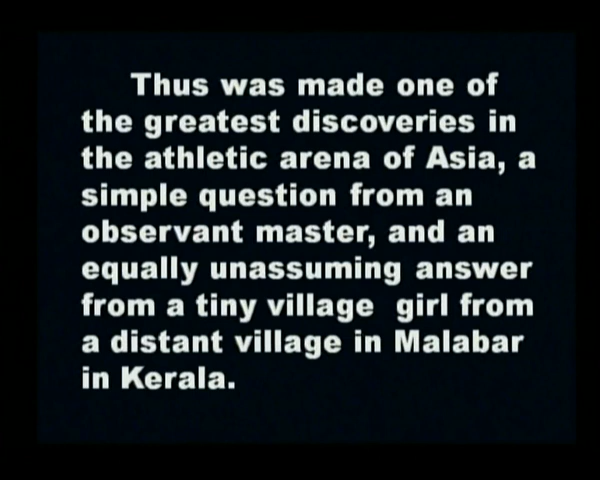 Thus was made one of
the greatest discoveries in
the athletic arena of Asia, a
simple question from an
observant master, and an
equally unassuming answer
from a tiny village girl from
a distant village in Malabar
in Kerala.